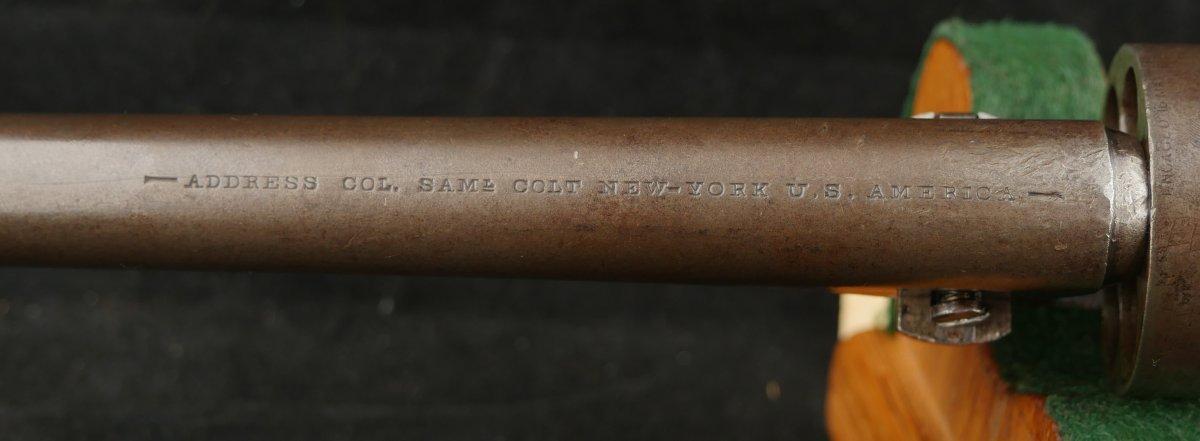 ADDRESS COL. SAMᴸ COLT NEW-YORK U.S. AMERICA.